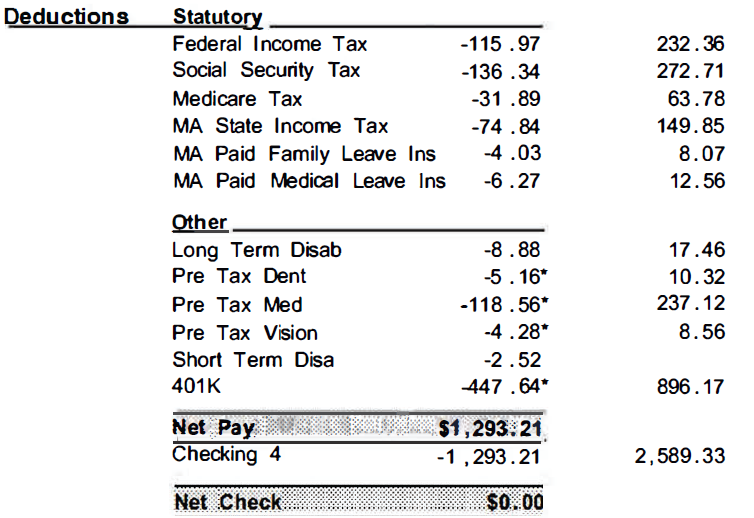 Deductions Statutory
Federal Income Tax -115 .97 232.36
Social Security Tax -136 .34 272.71
Medicare Tax -31 .89 63.78
MA State Income Tax -74 .84 149.85
MA Paid Family Leave Ins -4 .03 8.07
MA Paid Medical Leave Ins -6 .27 12.56
Other
Long Term Disab -8 .88 17.46
Pre Tax Dent -5 .16* 10.32
Pre Tax Med -118 .56* 237.12
Pre Tax Vision -4 .28* 8.56
Short Term Disa -2 .52
401K -447 .64* 896.17
Net Pay $1,293.21
Checking 4 -1 ,293.21 2,589.33
Net Check $0.00